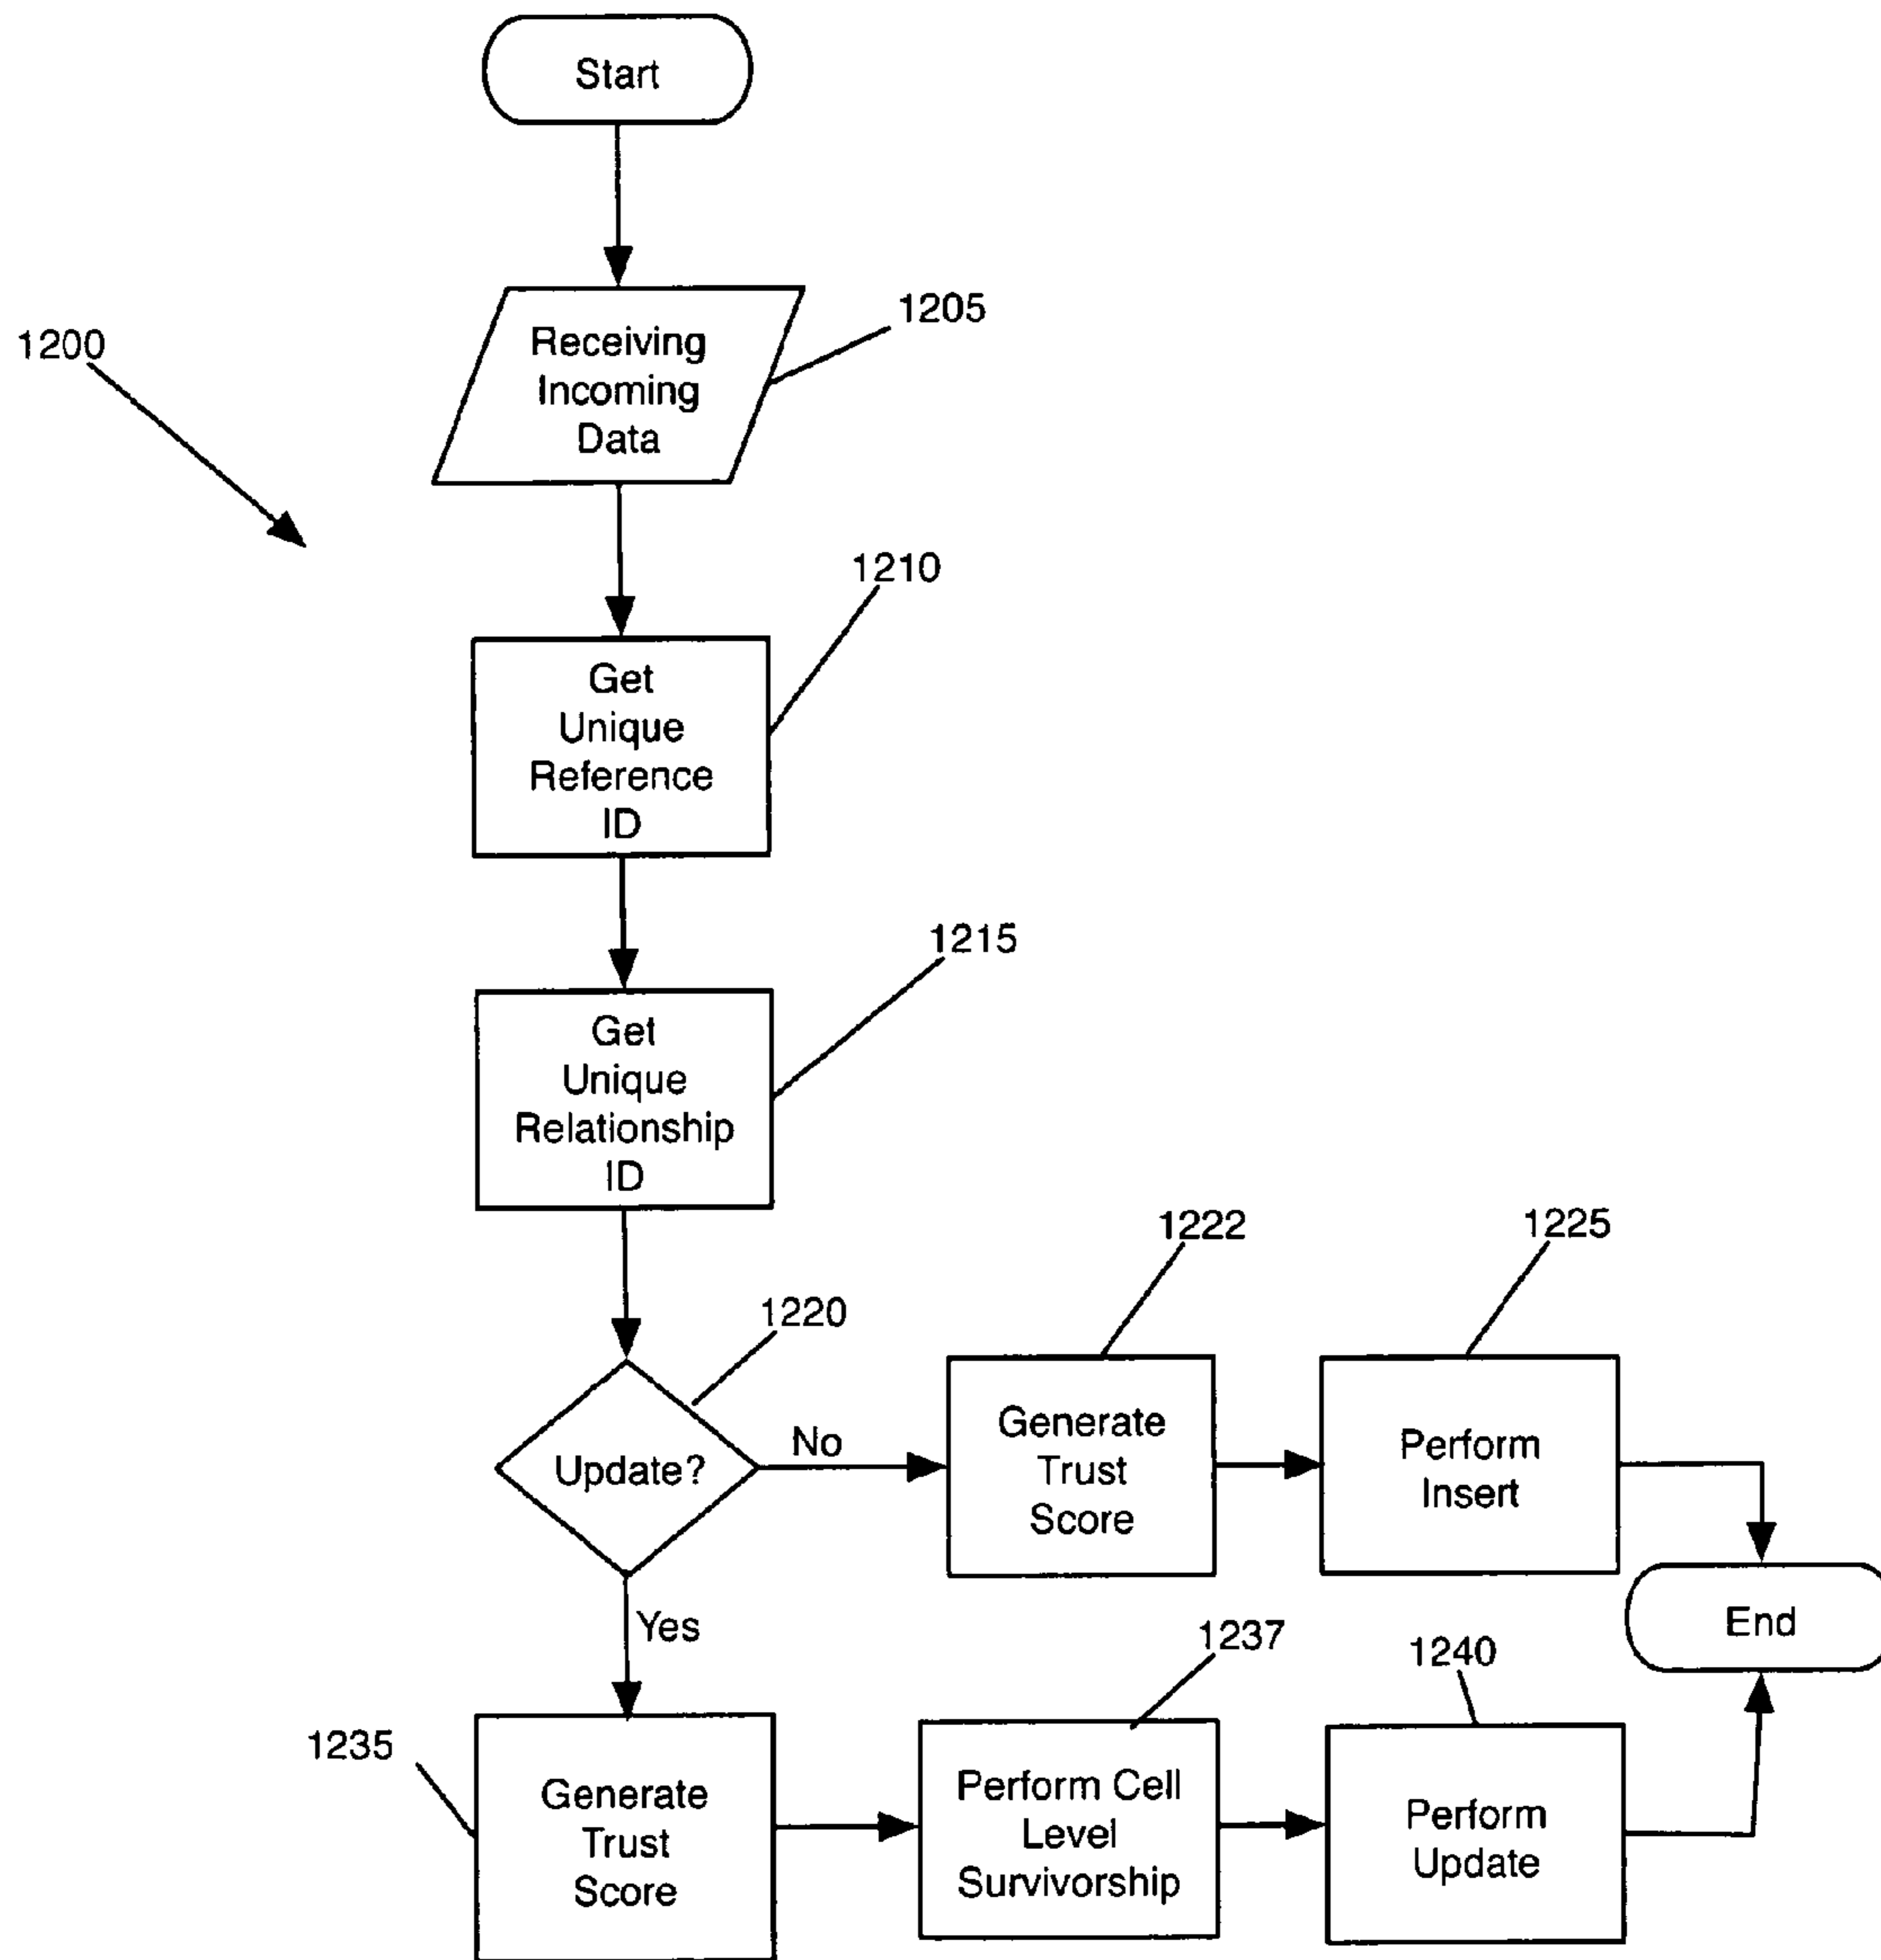 Start
1200
Receiving
Incoming
Data
1205
Get
Unique
Reference
ID
1210
Get
Unique
Relationship
ID
1215
Update?
1220
No
Generate
Trust
Score
1222
Perform
Insert
1225
End
Yes
1235
Generate
Trust
Score
1237
Perform Cell
Level
Survivorship
1240
Perform
Update